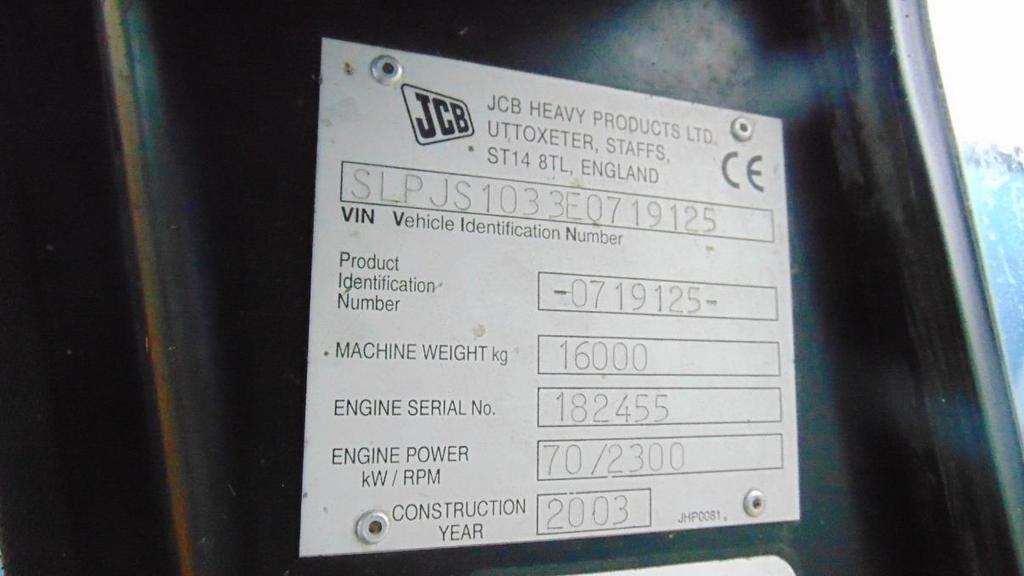 JCB
JCB HEAVY PRODUCTS LTD.
UTTOXETER, STAFFS,
ST14 8TL, ENGLAND
CE
SLPJS1033E0719125
VIN Vehicle Identification Number
Product
Identification
Number
-0719125-
MACHINE WEIGHT kg
16000
ENGINE SERIAL No.
182455
ENGINE POWER
kW / RPM
70/2300
CONSTRUCTION
YEAR
2003
JHP0081